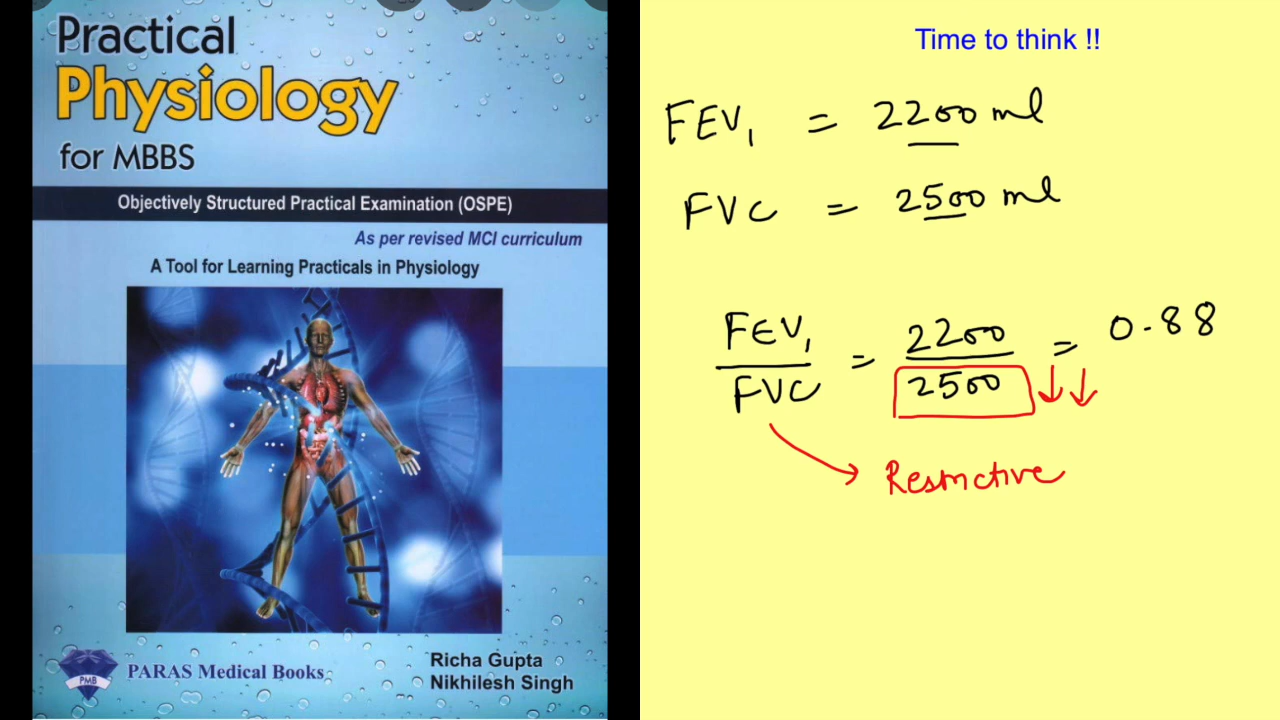 Practical
Physiology
for MBBS
Objectively Structured Practical Examination (OSPE)
As per revised MCI curriculum
A Tool for Learning Practicals in Physiology
PMB
PARAS Medical Books
Richa Gupta
Nikhilesh Singh
Time to think !!
FEV₁ = 2200 ml
FVC = 2500 ml
FEV₁ / FVC = 2200 / 2500 ↓↓ = 0.88
Restrictive